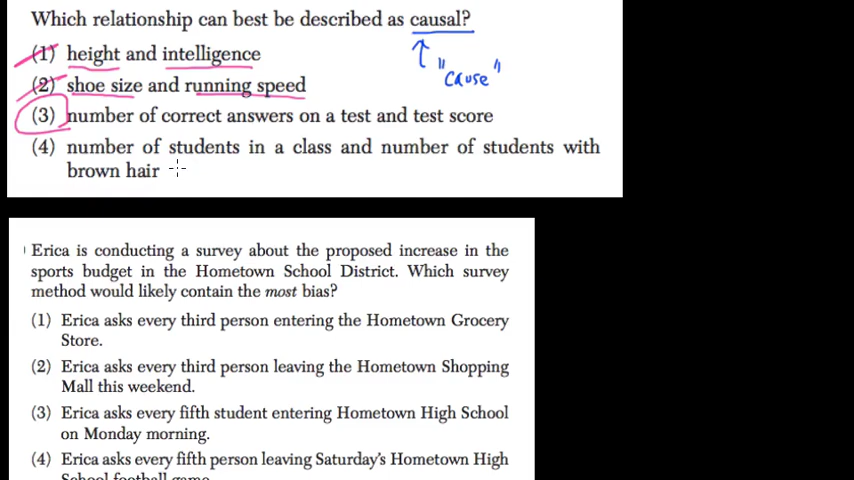 Which relationship can best be described as causal?
(1) height and intelligence
"cause"
(2) shoe size and running speed
(3) number of correct answers on a test and test score
(4) number of students in a class and number of students with
brown hair
Erica is conducting a survey about the proposed increase in the
sports budget in the Hometown School District. Which survey
method would likely contain the most bias?
(1) Erica asks every third person entering the Hometown Grocery
Store.
(2) Erica asks every third person leaving the Hometown Shopping
Mall this weekend.
(3) Erica asks every fifth student entering Hometown High School
on Monday morning.
(4) Erica asks every fifth person leaving Saturday's Hometown High
School football game.